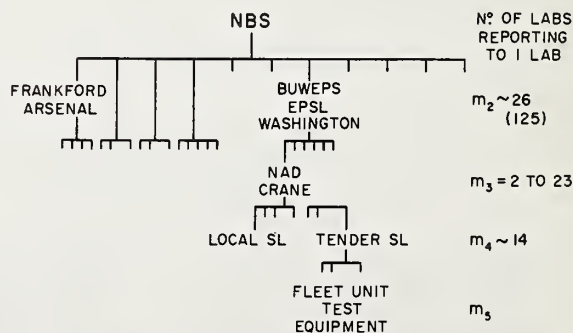 NBS
Nº OF LABS
REPORTING
TO 1 LAB
FRANKFORD
ARSENAL
BUWEPS
EPSL
WASHINGTON
m₂ ~ 26
(125)
NAD
CRANE
m₃ = 2 TO 23
LOCAL SL
TENDER SL
m₄ ~ 14
FLEET UNIT
TEST
EQUIPMENT
m₅